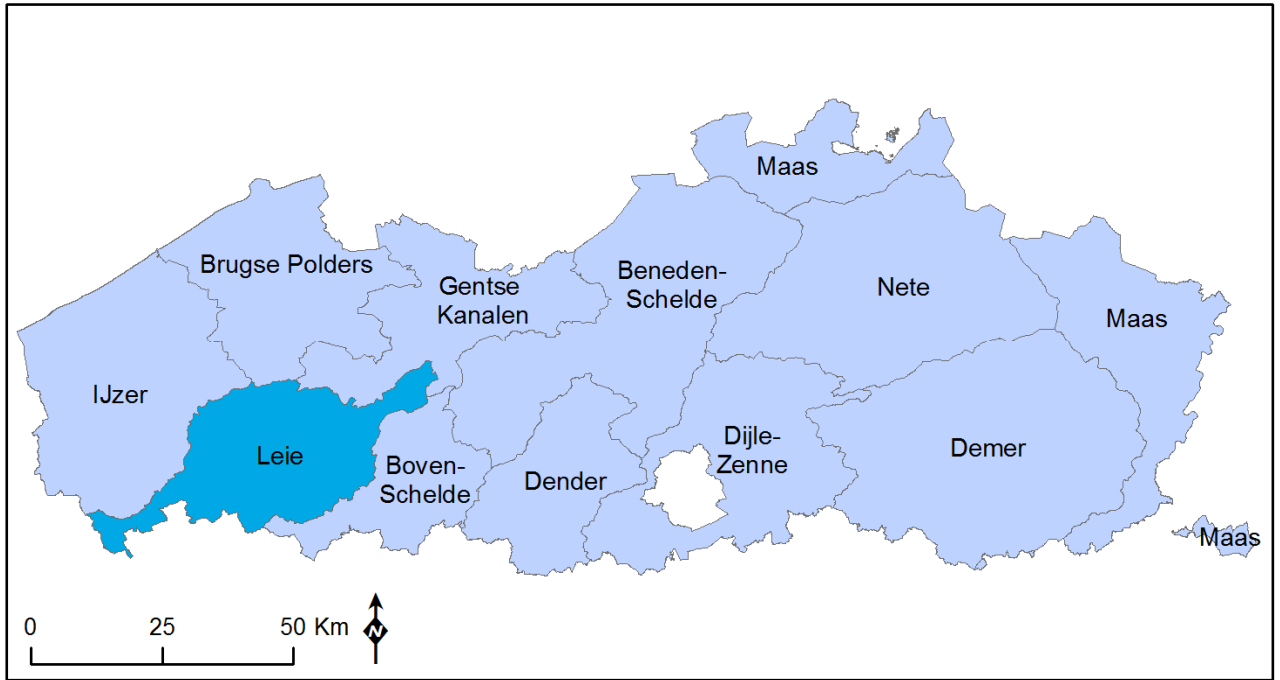 Maas
Brugse Polders
Beneden-
Schelde
Gentse
Kanalen
Nete
Maas
IJzer
Leie
Boven-
Schelde
Dender
Dijle-
Zenne
Demer
Maas
0 25 50 Km
N